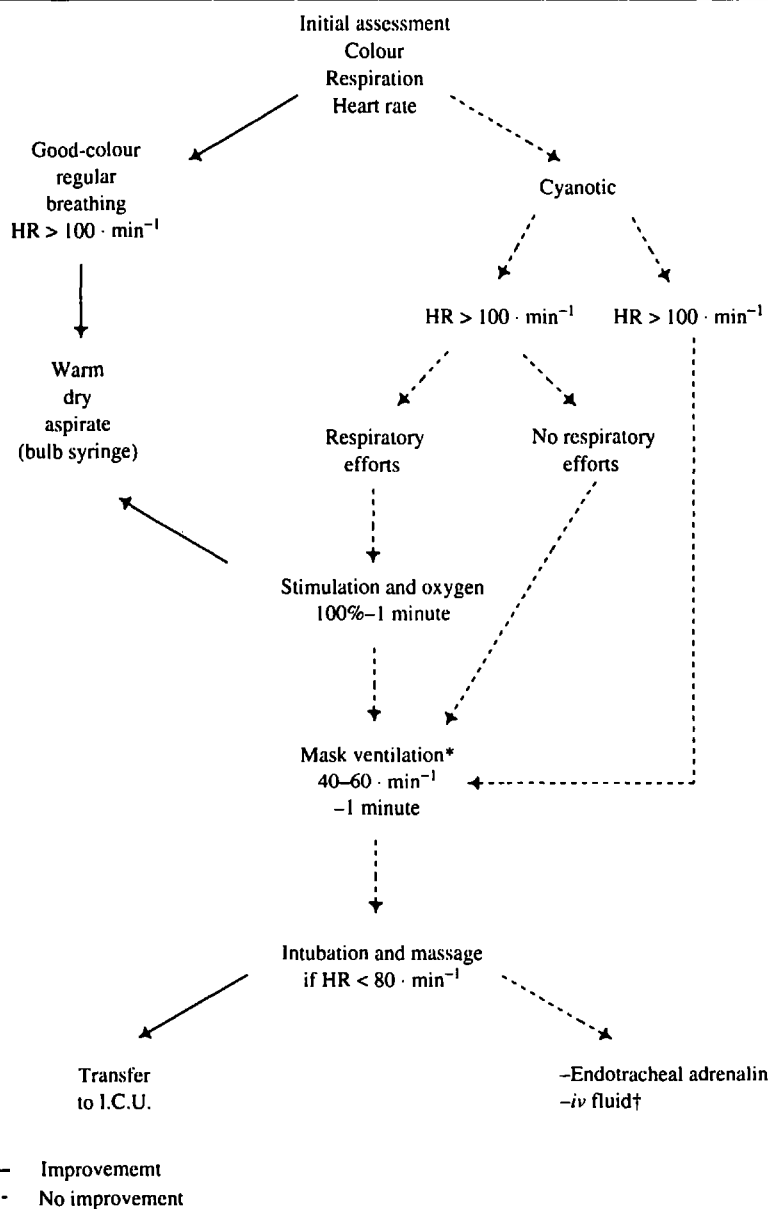 Initial assessment
Colour
Respiration
Heart rate
Good-colour
regular
breathing
HR > 100 · min⁻¹
Cyanotic
HR > 100 · min⁻¹
HR > 100 · min⁻¹
Warm
dry
aspirate
(bulb syringe)
Respiratory
efforts
No respiratory
efforts
Stimulation and oxygen
100%–1 minute
Mask ventilation*
40–60 · min⁻¹
–1 minute
Intubation and massage
if HR < 80 · min⁻¹
Transfer
to I.C.U.
–Endotracheal adrenalin
–iv fluid†
– Improvememt
- No improvement